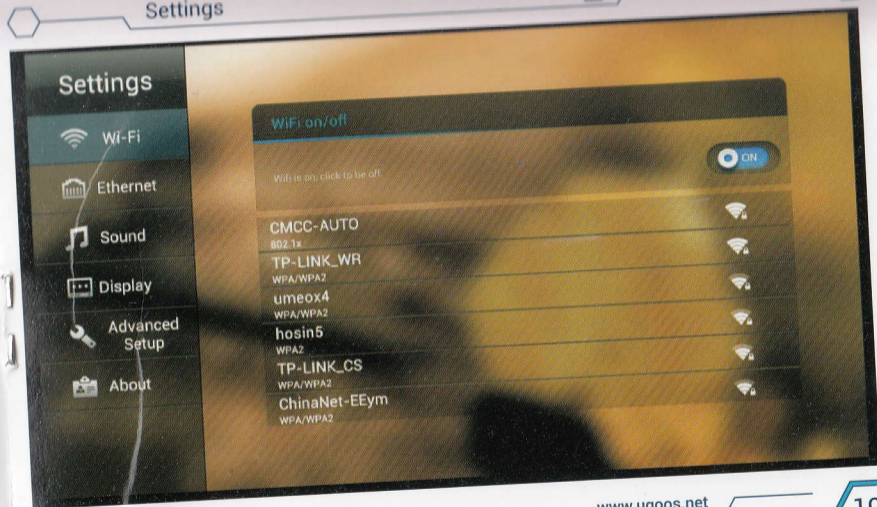 Settings
Settings
Wi-Fi
Ethernet
Sound
Display
Advanced
Setup
About
WiFi on/off
Wifi is on, click to be off.
ON
CMCC-AUTO
802.1x
TP-LINK_WR
WPA/WPA2
umeox4
WPA/WPA2
hosin5
WPA2
TP-LINK_CS
WPA/WPA2
ChinaNet-EEym
WPA/WPA2
www.ugoos.net